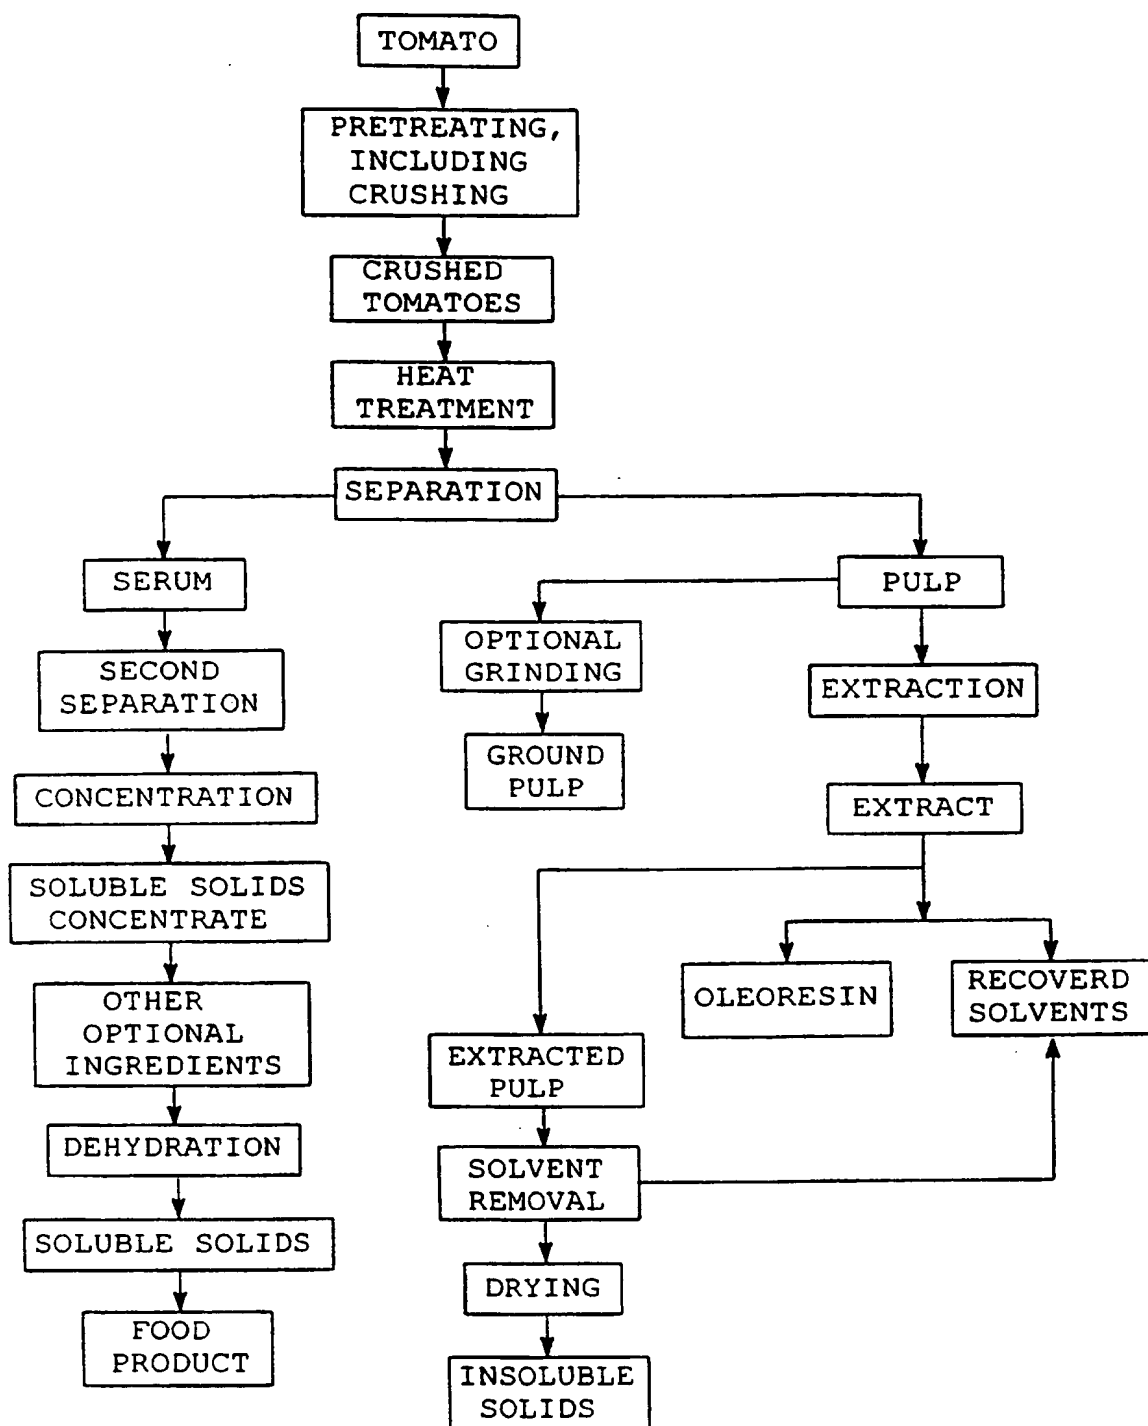 TOMATO
PRETREATING,
INCLUDING
CRUSHING
CRUSHED
TOMATOES
HEAT
TREATMENT
SEPARATION
SERUM
SECOND
SEPARATION
CONCENTRATION
SOLUBLE SOLIDS
CONCENTRATE
OTHER
OPTIONAL
INGREDIENTS
DEHYDRATION
SOLUBLE SOLIDS
FOOD
PRODUCT
PULP
OPTIONAL
GRINDING
GROUND
PULP
EXTRACTION
EXTRACT
OLEORESIN
RECOVERD
SOLVENTS
EXTRACTED
PULP
SOLVENT
REMOVAL
DRYING
INSOLUBLE
SOLIDS